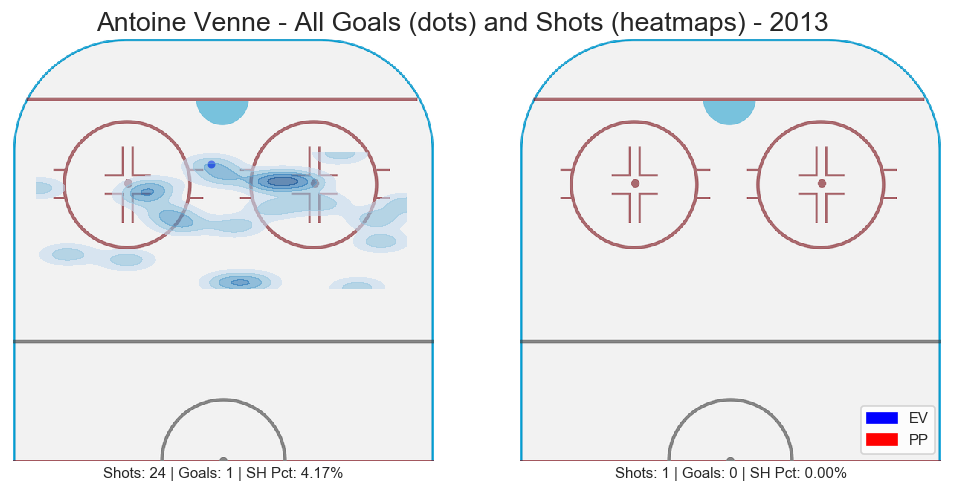 Antoine Venne - All Goals (dots) and Shots (heatmaps) - 2013
EV
PP
Shots: 24 | Goals: 1 | SH Pct: 4.17%
Shots: 1 | Goals: 0 | SH Pct: 0.00%